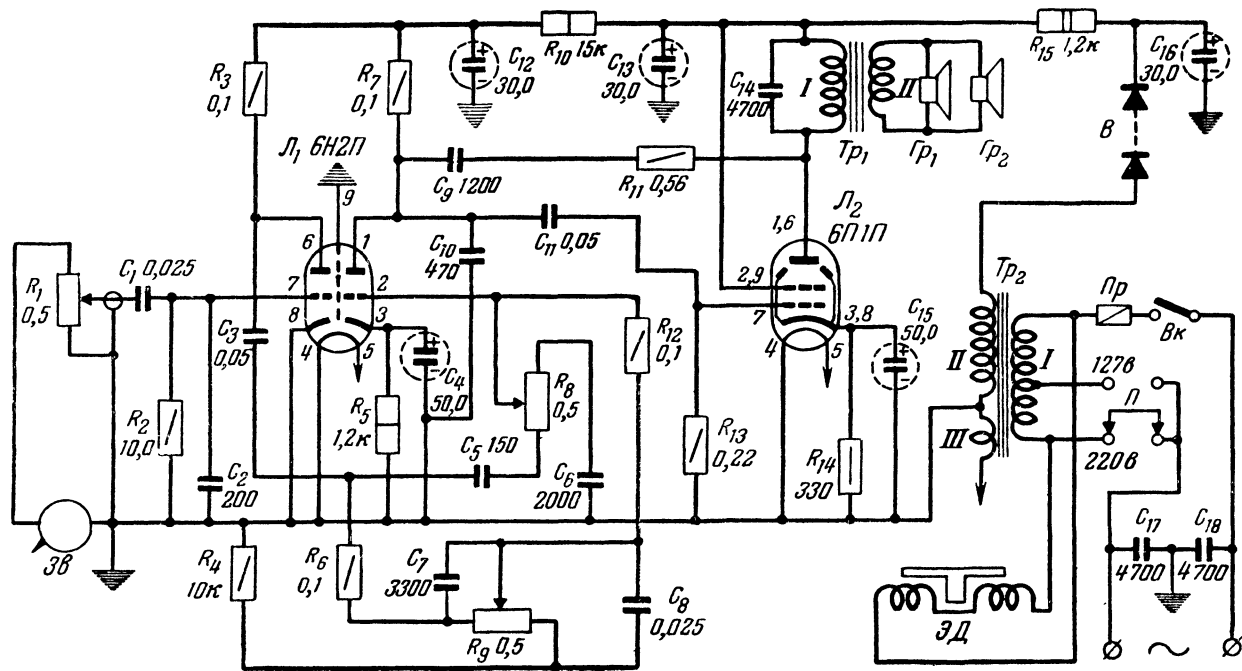 R3
0,1
R7
0,1
C12
30,0
R10 15к
C13
30,0
C14
4700
I
II
Тр1
Гр1
Гр2
R15 1,2к
C16
30,0
В
Л1 6Н2П
9
C9 1200
R11 0,56
Л2
6П1П
1,6
6
1
C10
470
C11 0,05
R1
0,5
C1 0,025
7
8
2
3
4
5
C3
0,05
C4
50,0
R12
0,1
2,9
7
3,8
4
5
C15
50,0
Тр2
II
I
III
Пр
Вк
127в
П
220в
R2
10,0
C2
200
R5
1,2к
R8
0,5
C5 150
C6
2000
R13
0,22
R14
330
C17
4700
C18
4700
Зв
R4
10к
R6
0,1
C7
3300
R9 0,5
C8
0,025
ЭД
~